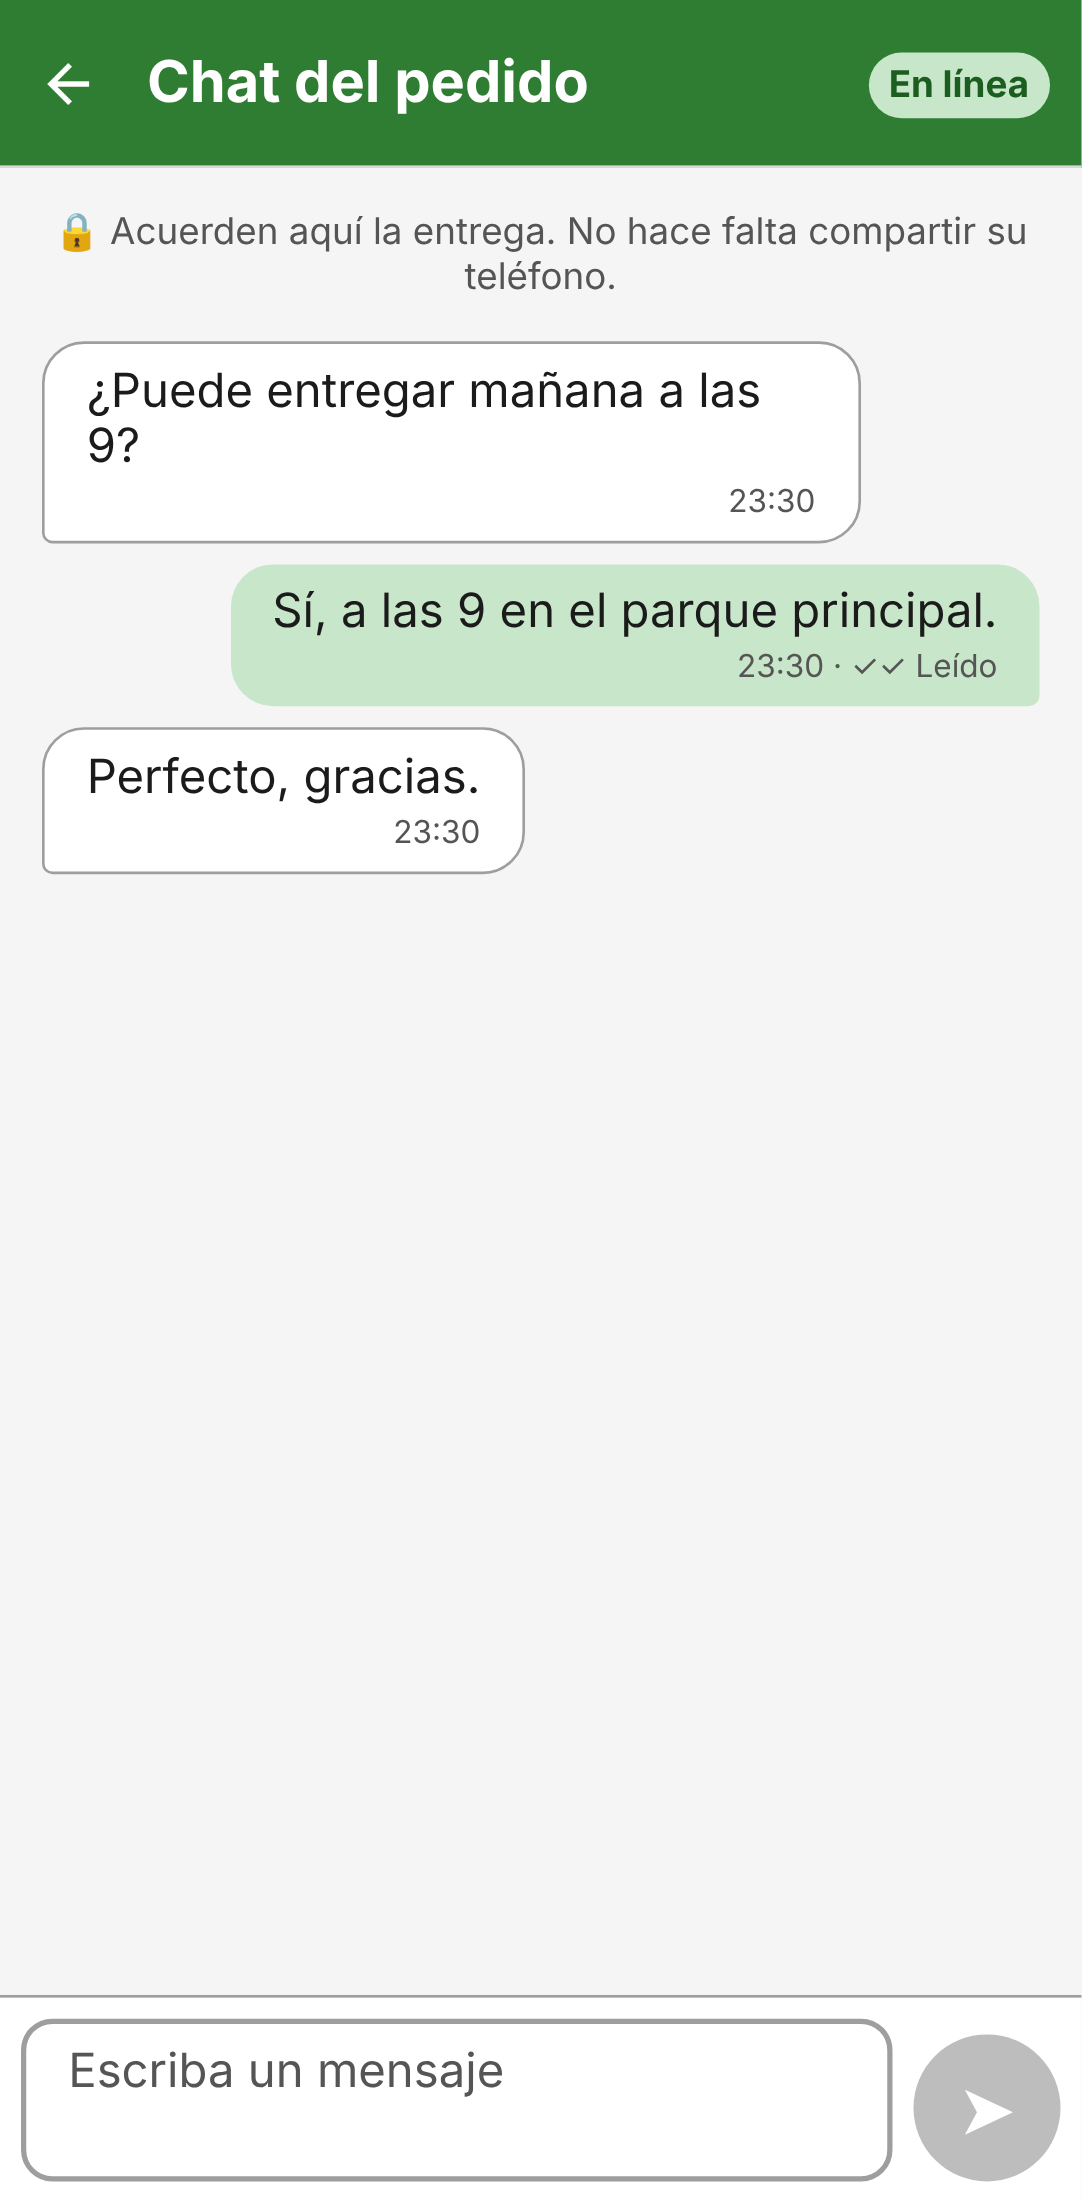 Chat del pedido
En línea
🔒 Acuerden aquí la entrega. No hace falta compartir su
teléfono.
¿Puede entregar mañana a las
9?
23:30
Sí, a las 9 en el parque principal.
23:30 · ✓✓ Leído
Perfecto, gracias.
23:30
Escriba un mensaje